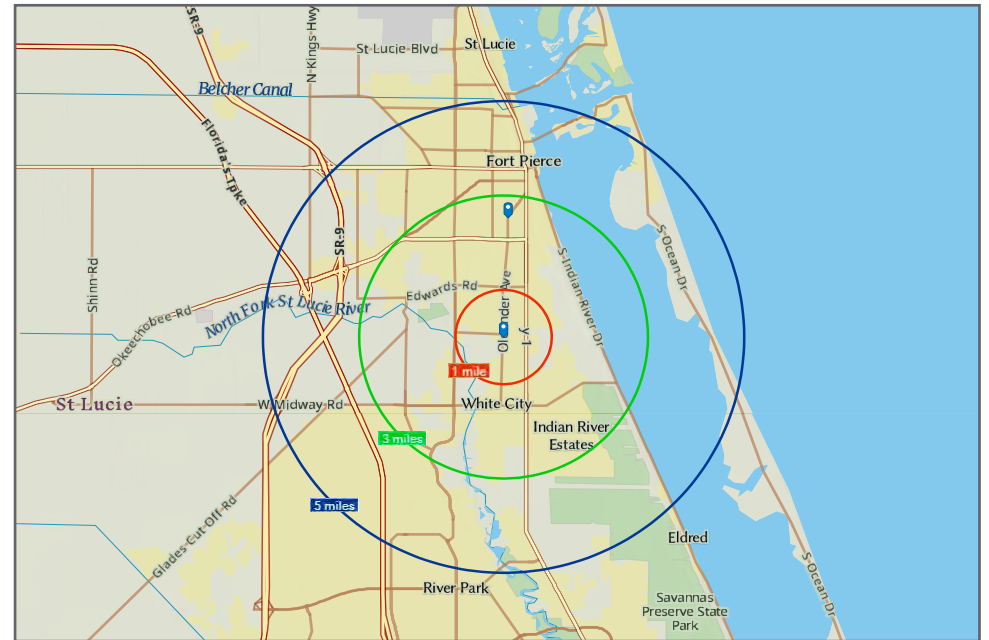 SR-9
N Kings Hwy
St Lucie Blvd
St Lucie
Belcher Canal
Florida's Tpke
Fort Pierce
SR-9
S Ocean Dr
S Indian River Dr
Shinn Rd
Edwards Rd
Okeechobee Rd
North Fork St Lucie River
y-1
1 mile
St Lucie
W Midway Rd
White City
3 miles
Indian River
Estates
5 miles
Glades-Cut-Off-Rd
Eldred
S Ocean-Dr
River Park
Savannas
Preserve State
Park